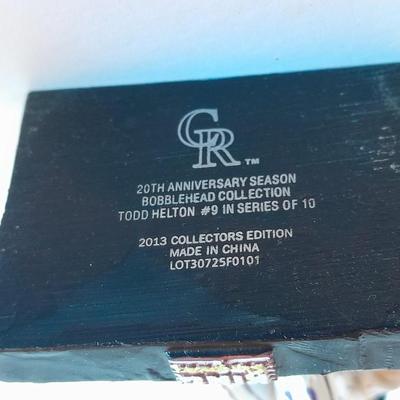 CR™
20TH ANNIVERSARY SEASON
BOBBLEHEAD COLLECTION
TODD HELTON #9 IN SERIES OF 10
2013 COLLECTORS EDITION
MADE IN CHINA
LOT30725F0101